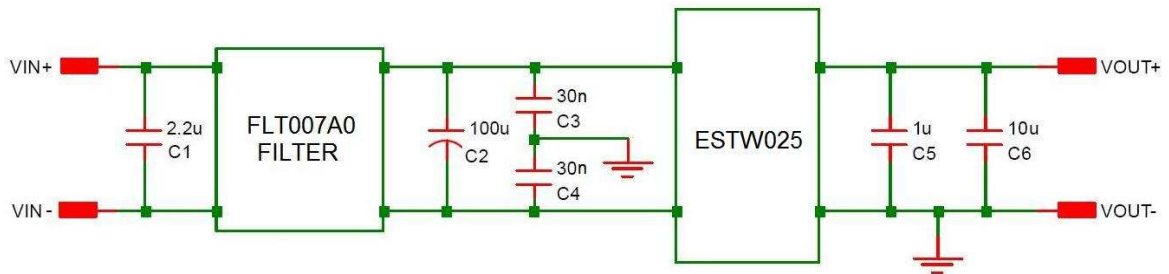 VIN+
VIN-
2.2u
C1
FLT007A0
FILTER
100u
C2
30n
C3
30n
C4
ESTW025
1u
C5
10u
C6
VOUT+
VOUT-